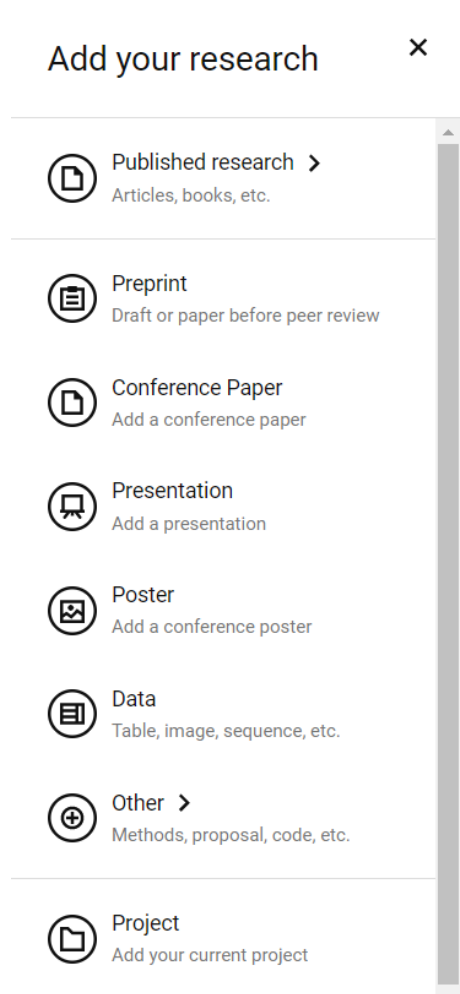 Add your research
Published research
Articles, books, etc.
Preprint
Draft or paper before peer review
Conference Paper
Add a conference paper
Presentation
Add a presentation
Poster
Add a conference poster
Data
Table, image, sequence, etc.
Other
Methods, proposal, code, etc.
Project
Add your current project